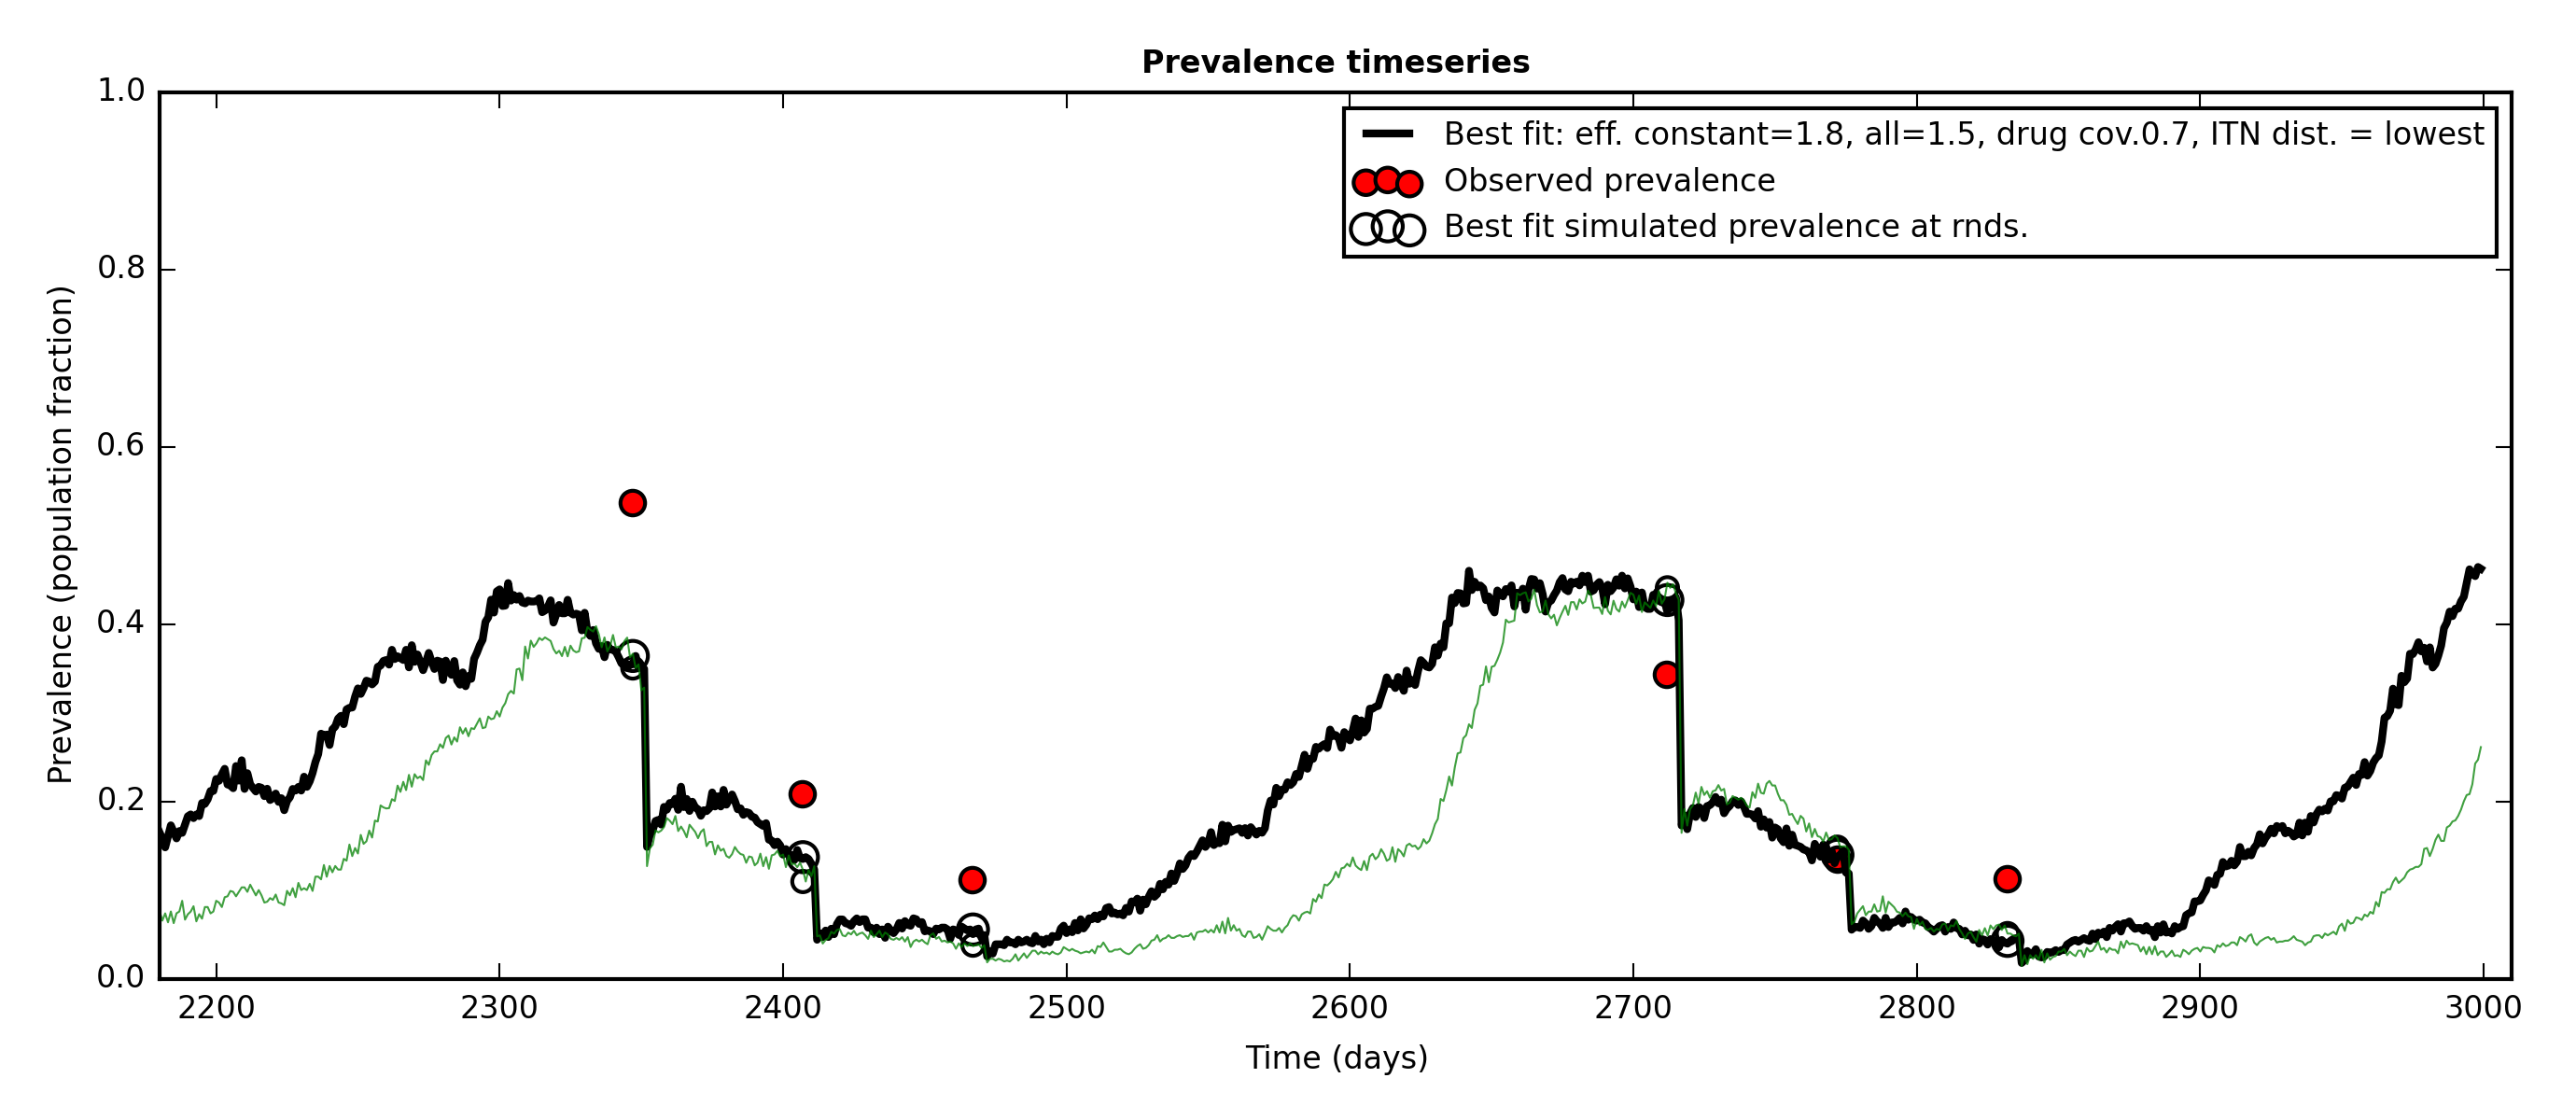 Prevalence timeseries
1.0
0.8
0.6
0.4
0.2
0.0
Prevalence (population fraction)
Best fit: eff. constant=1.8, all=1.5, drug cov.0.7, ITN dist. = lowest
Observed prevalence
Best fit simulated prevalence at rnds.
2200 2300 2400 2500 2600 2700 2800 2900 3000
Time (days)